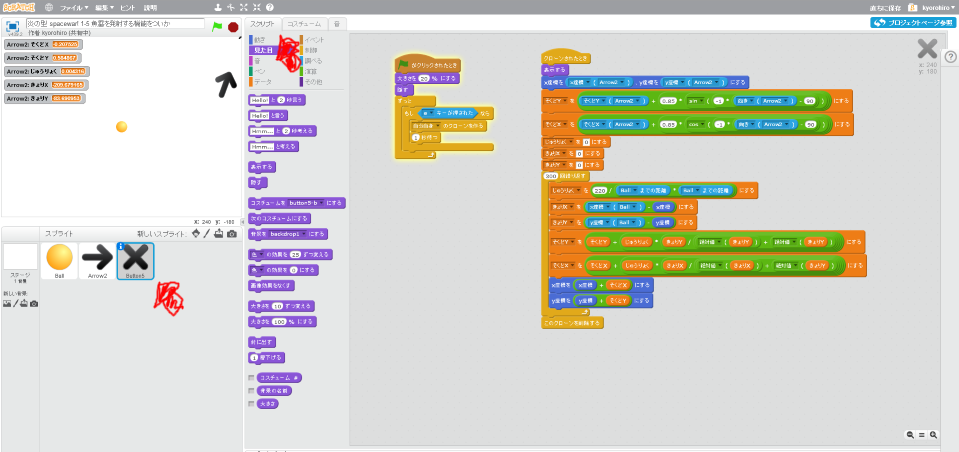 SCRATCH ファイル▼ 編集▼ ヒント 説明 直ちに保存 kyorohiro▼
炎の型 spacewar! 1-5 魚雷を発射する機能をついか
作者 kyorohiro (共有中)
プロジェクトページ参照
Arrow2: そくどX
Arrow2: そくどY
Arrow2: じゅうりょく
Arrow2: きょりX
Arrow2: きょりY
X: 240 Y: -180
スプライト 新しいスプライト:
ステージ
1 背景
新しい背景:
Ball Arrow2 Button5
スクリプト コスチューム 音
動き イベント
見た目 制御
音 調べる
ペン 演算
データ その他
Hello! と 2 秒言う
Hello! と言う
Hmm... と 2 秒考える
Hmm... と考える
表示する
隠す
コスチュームを button5-b にする
次のコスチュームにする
背景を backdrop1 にする
色 の効果を 25 ずつ変える
色 の効果を 0 にする
画像効果をなくす
大きさを 10 ずつ変える
大きさを 100 % にする
前に出す
1 層下げる
コスチューム #
背景の名前
大きさ
がクリックされたとき
大きさを 20 % にする
隠す
ずっと
もし キーが押された なら
自分自身 のクローンを作る
1 秒待つ
クローンされたとき
表示する
x座標を x座標 ( Arrow2 ) 、y座標を y座標 ( Arrow2 ) にする
そくどY を そくどY ( Arrow2 ) + 0.85 * sin ( -1 * 向き ( Arrow2 ) - 90 ) にする
そくどX を そくどX ( Arrow2 ) + 0.85 * cos ( -1 * 向き ( Arrow2 ) - 90 ) にする
じゅうりょく を 0 にする
きょりX を 0 にする
きょりY を 0 にする
300 回繰り返す
じゅうりょく を 220 / Ball までの距離 * Ball までの距離 にする
きょりX を x座標 ( Ball ) - x座標 にする
きょりY を y座標 ( Ball ) - y座標 にする
そくどY を そくどY + じゅうりょく * きょりY / 絶対値 ( きょりX ) + 絶対値 ( きょりY ) にする
そくどX を そくどX + じゅうりょく * きょりX / 絶対値 ( きょりX ) + 絶対値 ( きょりY ) にする
x座標を x座標 + そくどX にする
y座標を y座標 + そくどY にする
このクローンを削除する
x: 240
y: 180